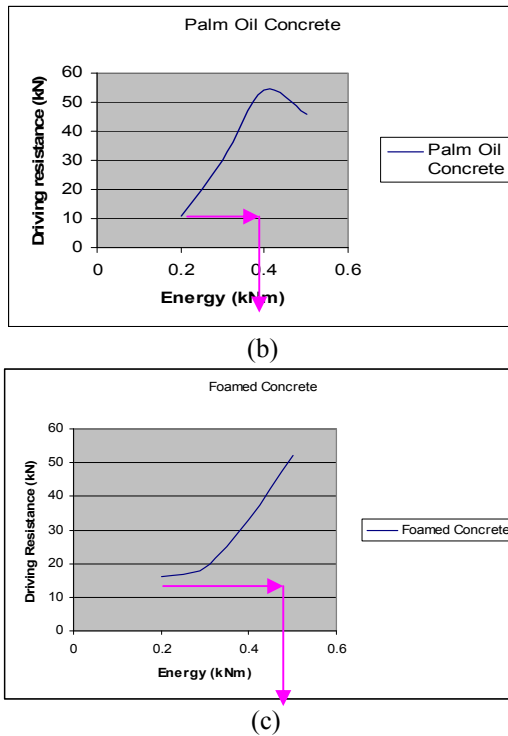 Palm Oil Concrete
Driving resistance (kN)
60
50
40
30
20
10
0
0 0.2 0.4 0.6
Energy (kNm)
Palm Oil
Concrete
(b)
Foamed Concrete
Driving Resistance (kN)
60
50
40
30
20
10
0
0 0.2 0.4 0.6
Energy (kNm)
Foamed Concrete
(c)